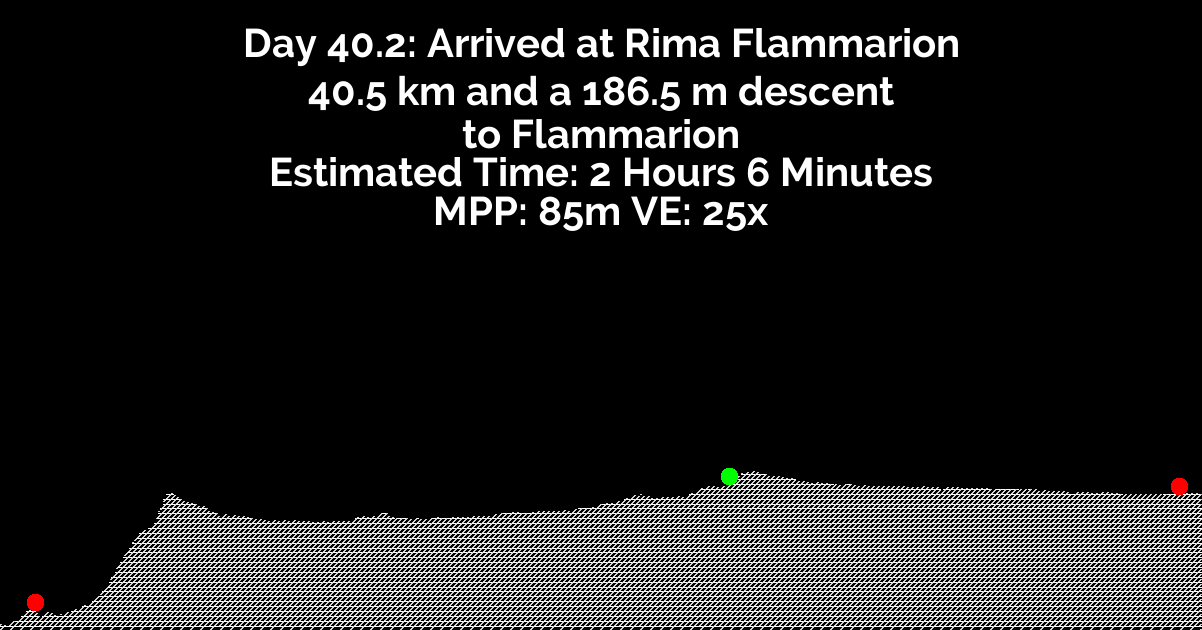 Day 40.2: Arrived at Rima Flammarion
40.5 km and a 186.5 m descent
to Flammarion
Estimated Time: 2 Hours 6 Minutes
MPP: 85m VE: 25x